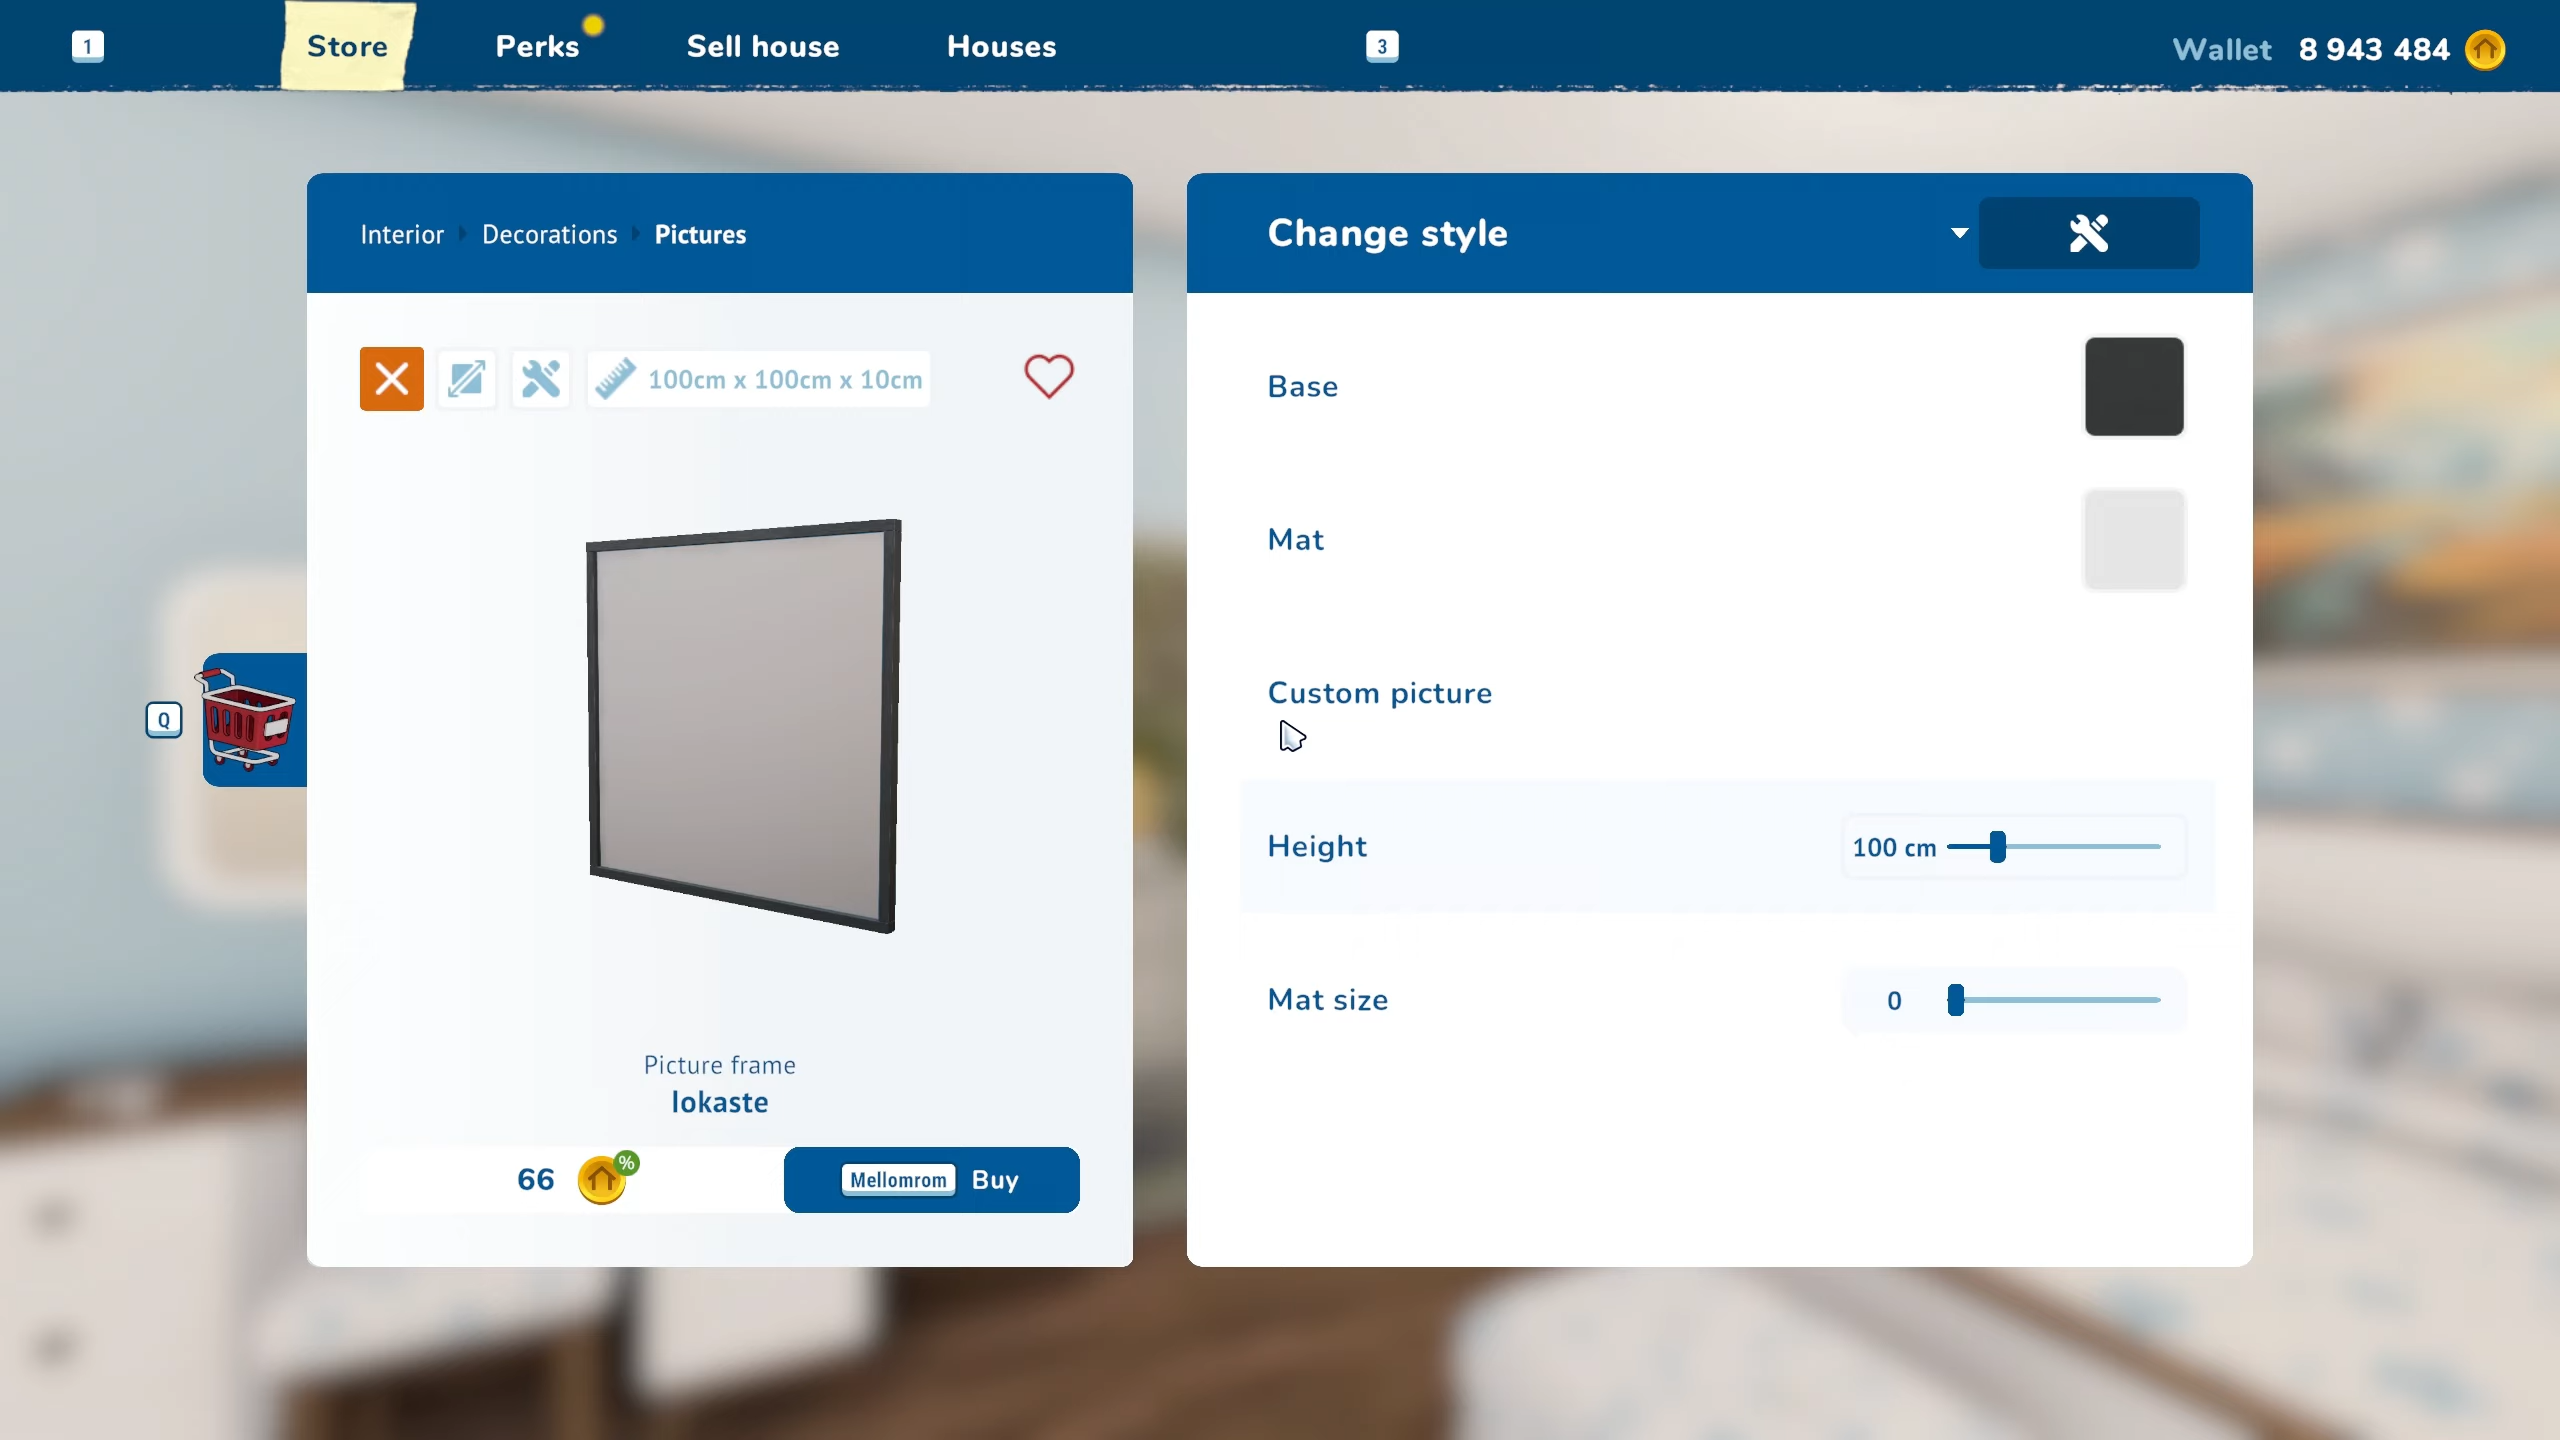 1
Store
Perks
Sell house
Houses
3
Wallet 8 943 484
Interior Decorations Pictures
100cm x 100cm x 10cm
Q
Picture frame
Iokaste
66 %
Mellomrom Buy
Change style
Base
Mat
Custom picture
Height 100 cm
Mat size 0